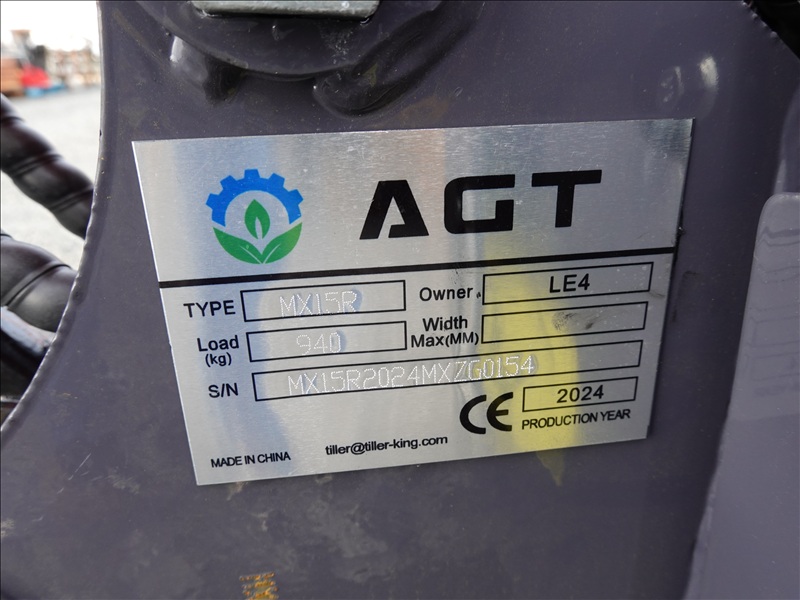 AGT
TYPE MX15R Owner LE4
Load (kg) 940 Width Max(MM)
S/N MX15R2024MXZG0154
CE 2024
PRODUCTION YEAR
MADE IN CHINA tiller@tiller-king.com